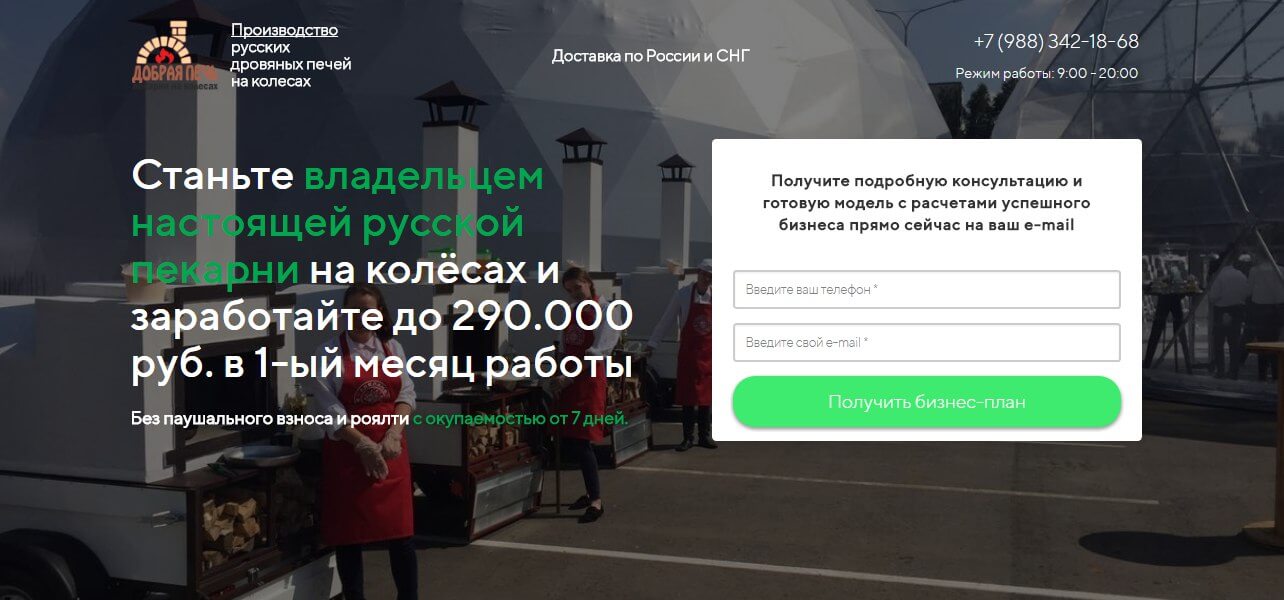 ДОБРАЯ ПЕЧЬ
пекарни на колесах
Производство
русских
дровяных печей
на колесах
Доставка по России и СНГ
+7 (988) 342-18-68
Режим работы: 9:00 - 20:00
Станьте владельцем
настоящей русской
пекарни на колёсах и
заработайте до 290.000
руб. в 1-ый месяц работы
Без паушального взноса и роялти с окупаемостью от 7 дней.
Получите подробную консультацию и
готовую модель с расчетами успешного
бизнеса прямо сейчас на ваш e-mail
Введите ваш телефон *
Введите свой e-mail *
Получить бизнес-план